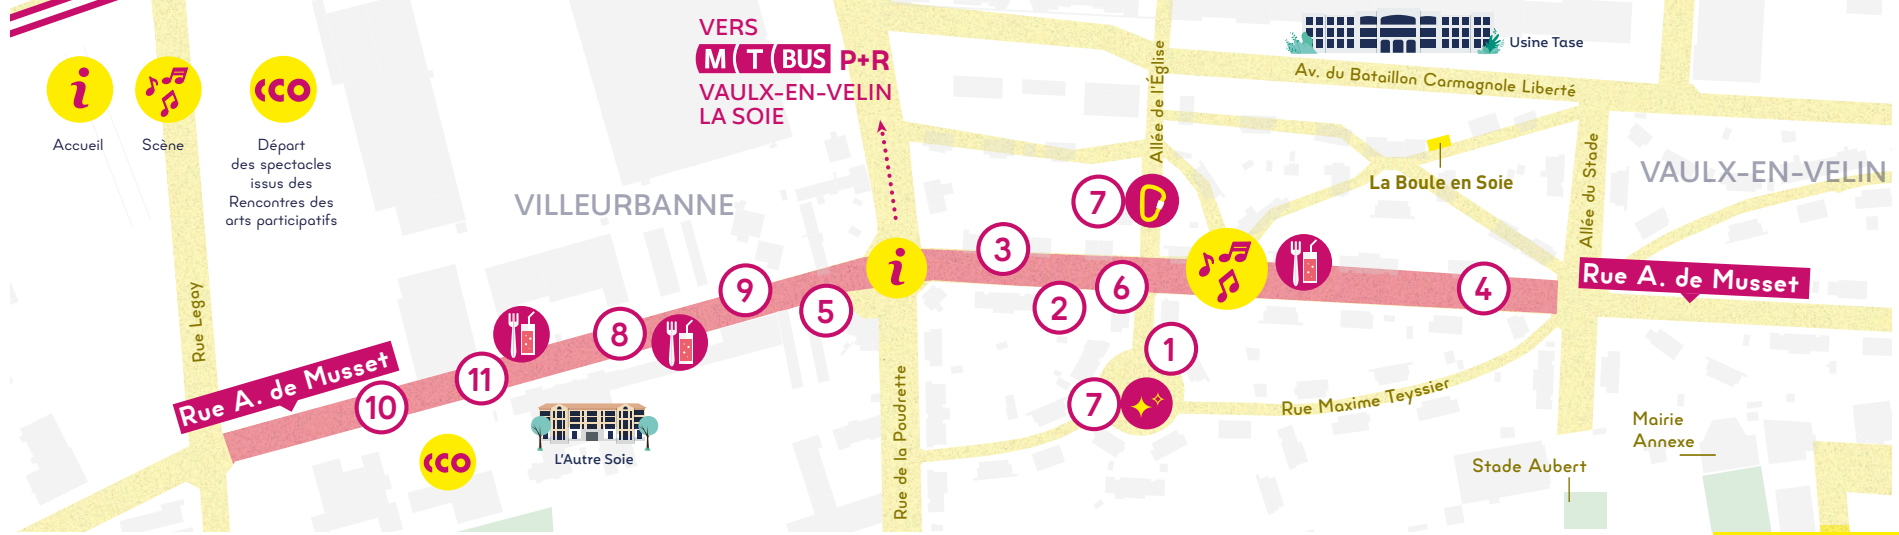 Accueil
Scène
cco
Départ
des spectacles
issus des
Rencontres des
arts participatifs
VERS
M T BUS P+R
VAULX-EN-VELIN
LA SOIE
VILLEURBANNE
VAULX-EN-VELIN
Usine Tase
Av. du Bataillon Carmagnole Liberté
Allée de l'Église
La Boule en Soie
Allée du Stade
Rue A. de Musset
Rue Legay
Rue A. de Musset
10
11
8
9
5
3
2
6
7
1
7
4
cco
L'Autre Soie
Rue de la Poudrette
Rue Maxime Teyssier
Stade Aubert
Mairie
Annexe